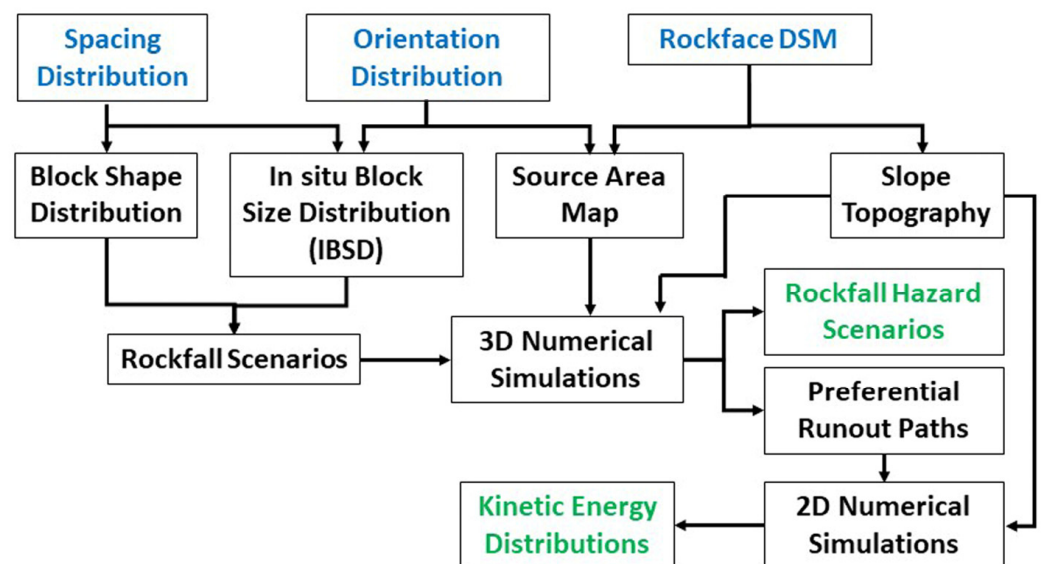 Spacing
Distribution
Orientation
Distribution
Rockface DSM
Block Shape
Distribution
In situ Block
Size Distribution
(IBSD)
Source Area
Map
Slope
Topography
Rockfall Hazard
Scenarios
Rockfall Scenarios
3D Numerical
Simulations
Preferential
Runout Paths
Kinetic Energy
Distributions
2D Numerical
Simulations